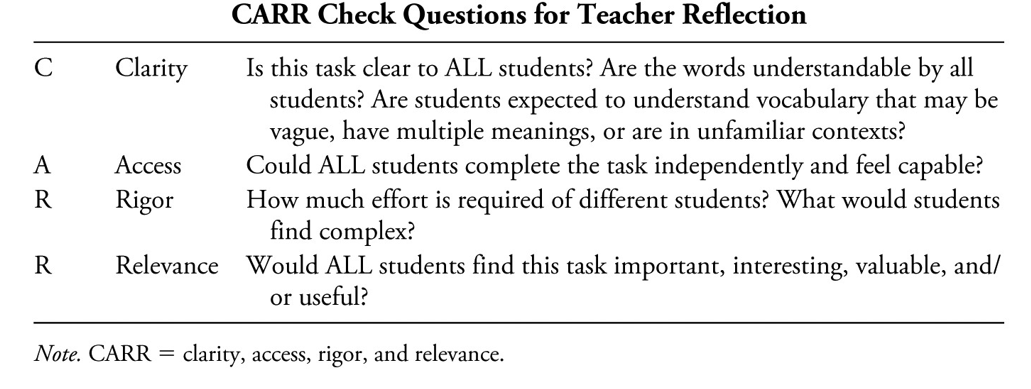 CARR Check Questions for Teacher Reflection
C Clarity Is this task clear to ALL students? Are the words understandable by all
students? Are students expected to understand vocabulary that may be
vague, have multiple meanings, or are in unfamiliar contexts?
A Access Could ALL students complete the task independently and feel capable?
R Rigor How much effort is required of different students? What would students
find complex?
R Relevance Would ALL students find this task important, interesting, valuable, and/
or useful?
Note. CARR = clarity, access, rigor, and relevance.